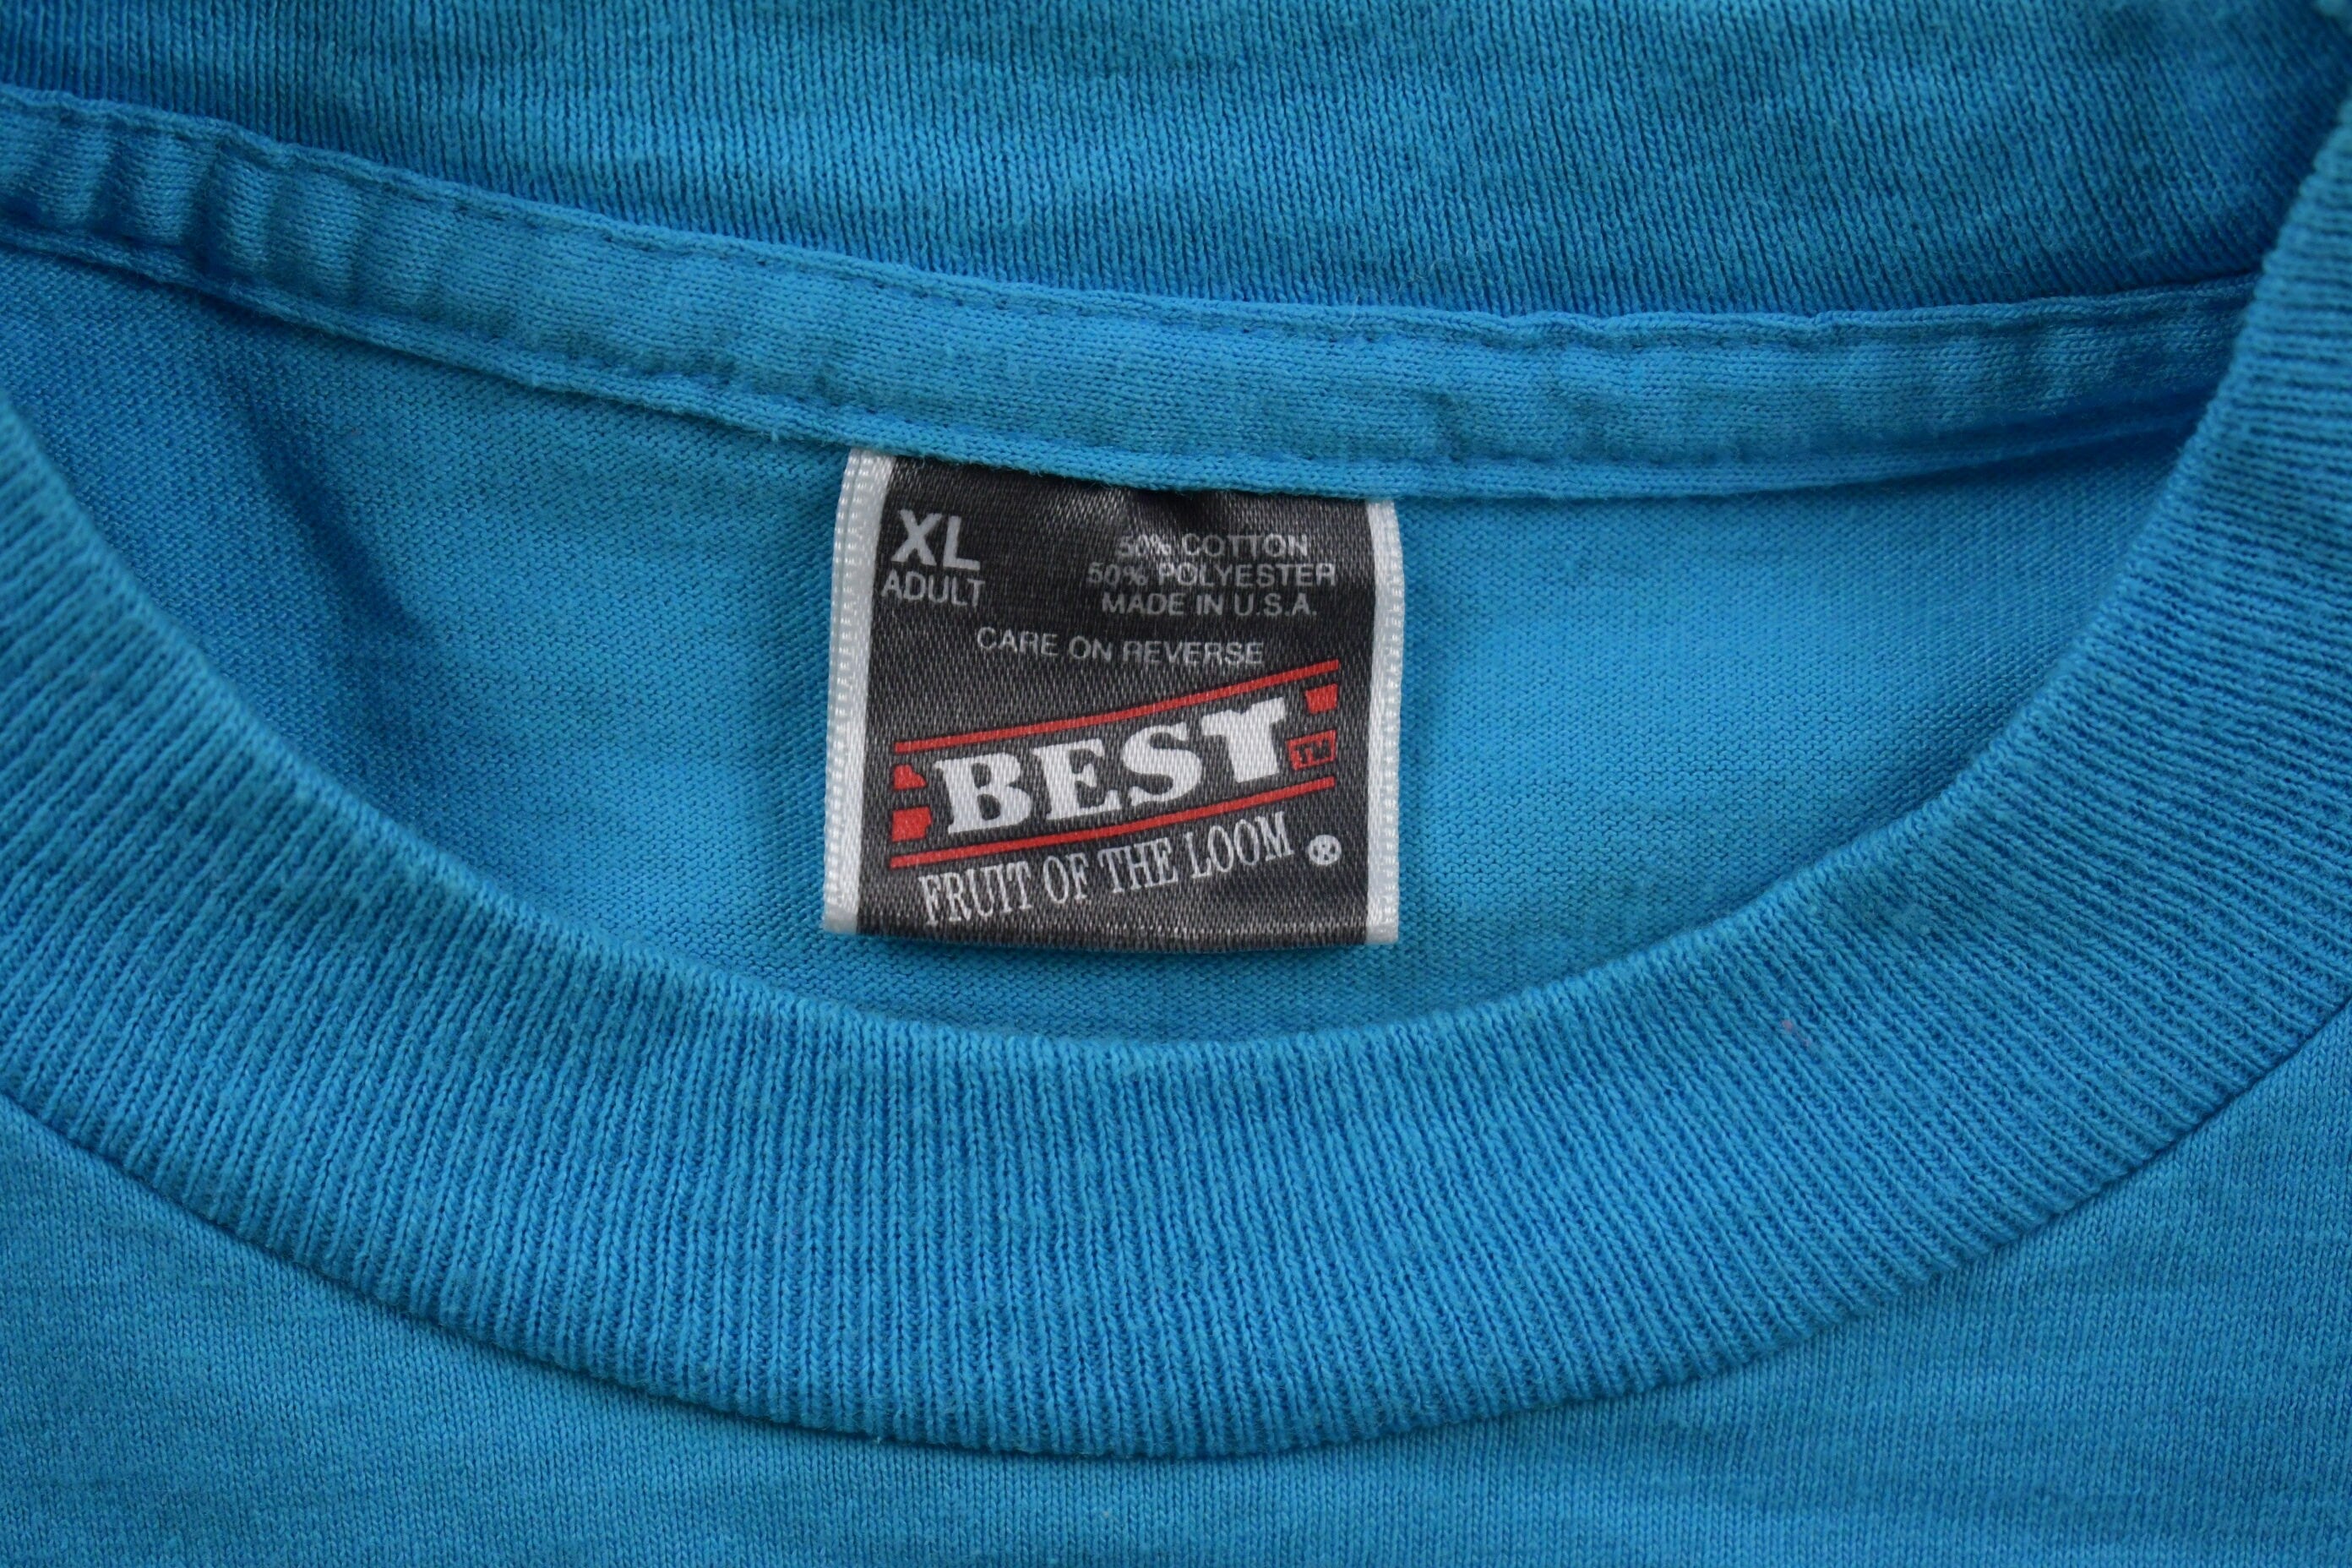 XL
ADULT
50% COTTON
50% POLYESTER
MADE IN U.S.A.
CARE ON REVERSE
BEST TM
FRUIT OF THE LOOM ®